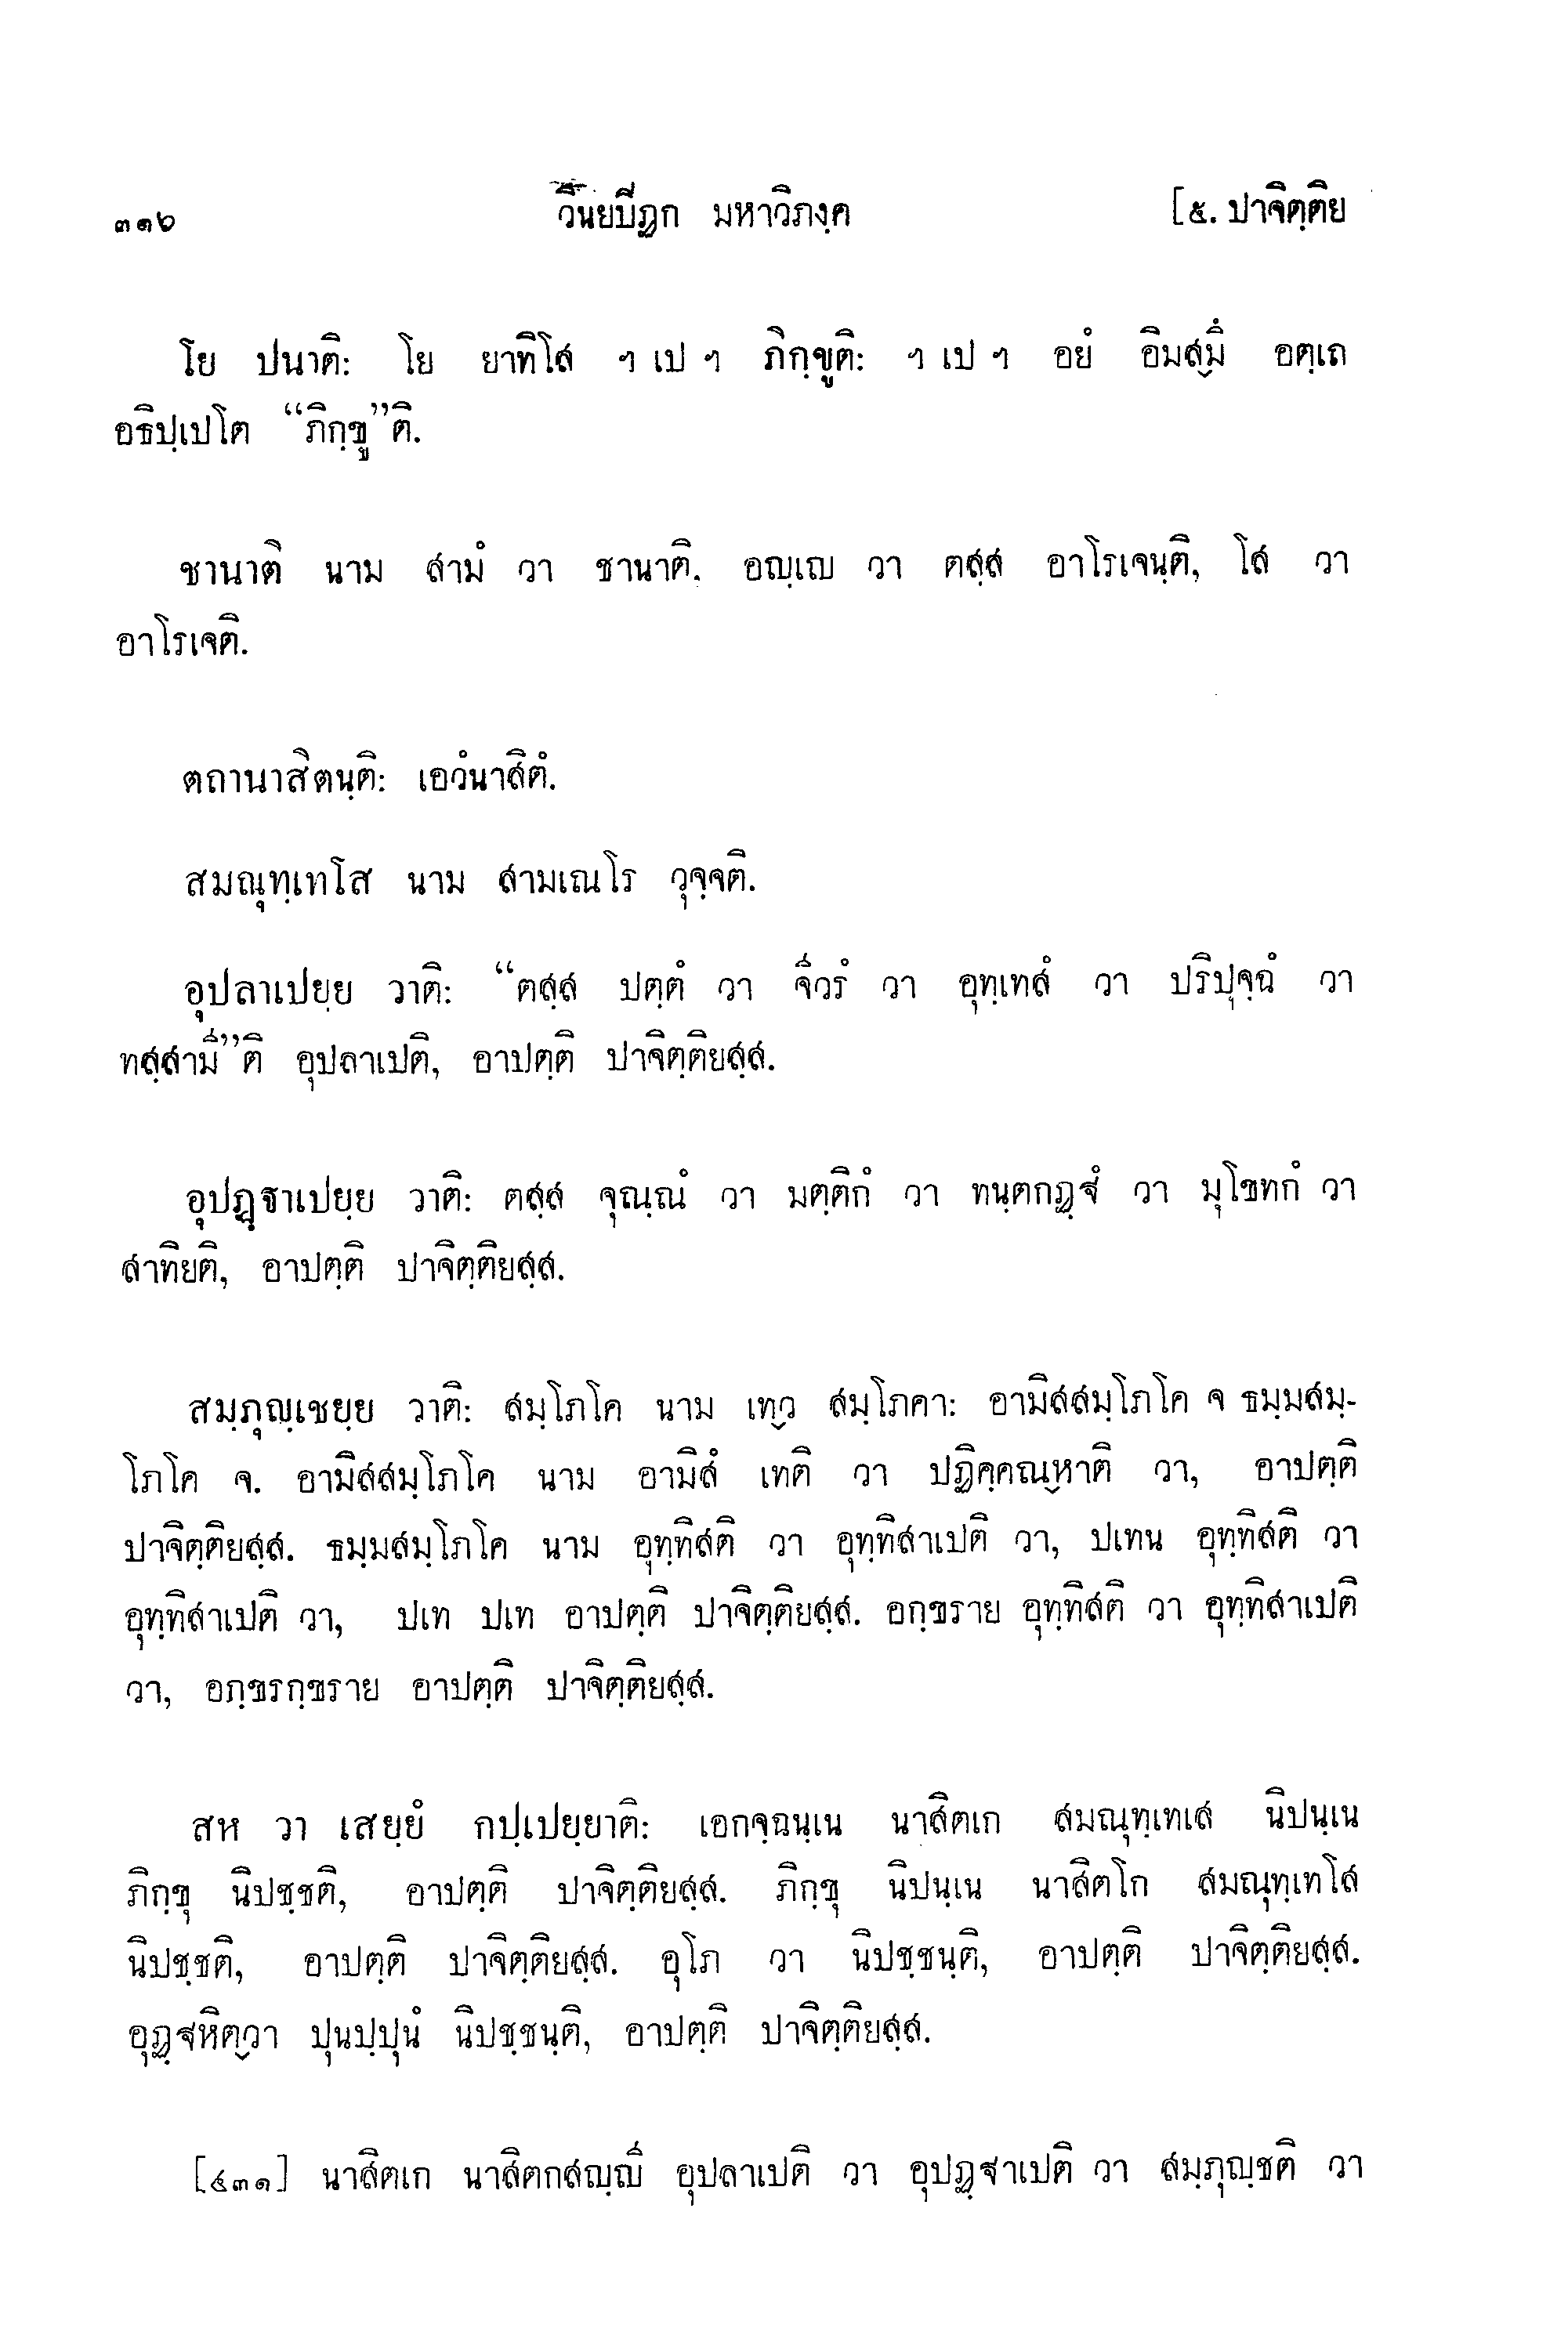 ๓๑๖ วินยปีฏก มหาวิภงฺค [๕. ปาจิตฺติย
โย ปนาติ: โย ยาทิโส ฯ เป ฯ ภิกฺขูติ: ฯ เป ฯ อยํ อิมสฺมิํ อตฺเถ
อธิปฺเปโต “ภิกฺขู”ติ.
ชานาติ นาม สามํ วา ชานาติ. อญฺเญ วา ตสฺส อาโรเจนฺติ, โส วา
อาโรเจติ.
ตถานาสิตนฺติ: เอวํนาสิตํ.
สมณุทฺเทโส นาม สามเณโร วุจฺจติ.
อุปลาเปยฺย วาติ: “ตสฺส ปตฺตํ วา จีวรํ วา อุทฺเทสํ วา ปริปุจฺฉํ วา
ทสฺสามี”ติ อุปลาเปติ, อาปตฺติ ปาจิตฺติยสฺส.
อุปฏฺฐาเปยฺย วาติ: ตสฺส จุณฺณํ วา มตฺติกํ วา ทนฺตกฏฺฐํ วา มุโขทกํ วา
สาทิยติ, อาปตฺติ ปาจิตฺติยสฺส.
สมฺภุญฺเชยฺย วาติ: สมฺโภโค นาม เทฺว สมฺโภคา: อามิสสมฺโภโค จ ธมฺมสมฺ-
โภโค จ. อามิสสมฺโภโค นาม อามิสํ เทติ วา ปฏิคฺคณฺหาติ วา, อาปตฺติ
ปาจิตฺติยสฺส. ธมฺมสมฺโภโค นาม อุทฺทิสติ วา อุทฺทิสาเปติ วา, ปเทน อุทฺทิสติ วา
อุทฺทิสาเปติ วา, ปเท ปเท อาปตฺติ ปาจิตฺติยสฺส. อกฺขราย อุทฺทิสติ วา อุทฺทิสาเปติ
วา, อกฺขรกฺขราย อาปตฺติ ปาจิตฺติยสฺส.
สห วา เสยฺยํ กปฺเปยฺยาติ: เอกจฺฉนฺเน นาสิตเก สมณุทฺเทเส นิปนฺเน
ภิกฺขุ นิปชฺชติ, อาปตฺติ ปาจิตฺติยสฺส. ภิกฺขุ นิปนฺเน นาสิตโก สมณุทฺเทโส
นิปชฺชติ, อาปตฺติ ปาจิตฺติยสฺส. อุโภ วา นิปชฺชนฺติ, อาปตฺติ ปาจิตฺติยสฺส.
อุฏฺฐหิตฺวา ปุนปฺปุนํ นิปชฺชนฺติ, อาปตฺติ ปาจิตฺติยสฺส.
[๕๓๑] นาสิตเก นาสิตกสญฺญี อุปลาเปติ วา อุปฏฺฐาเปติ วา สมฺภุญฺชติ วา